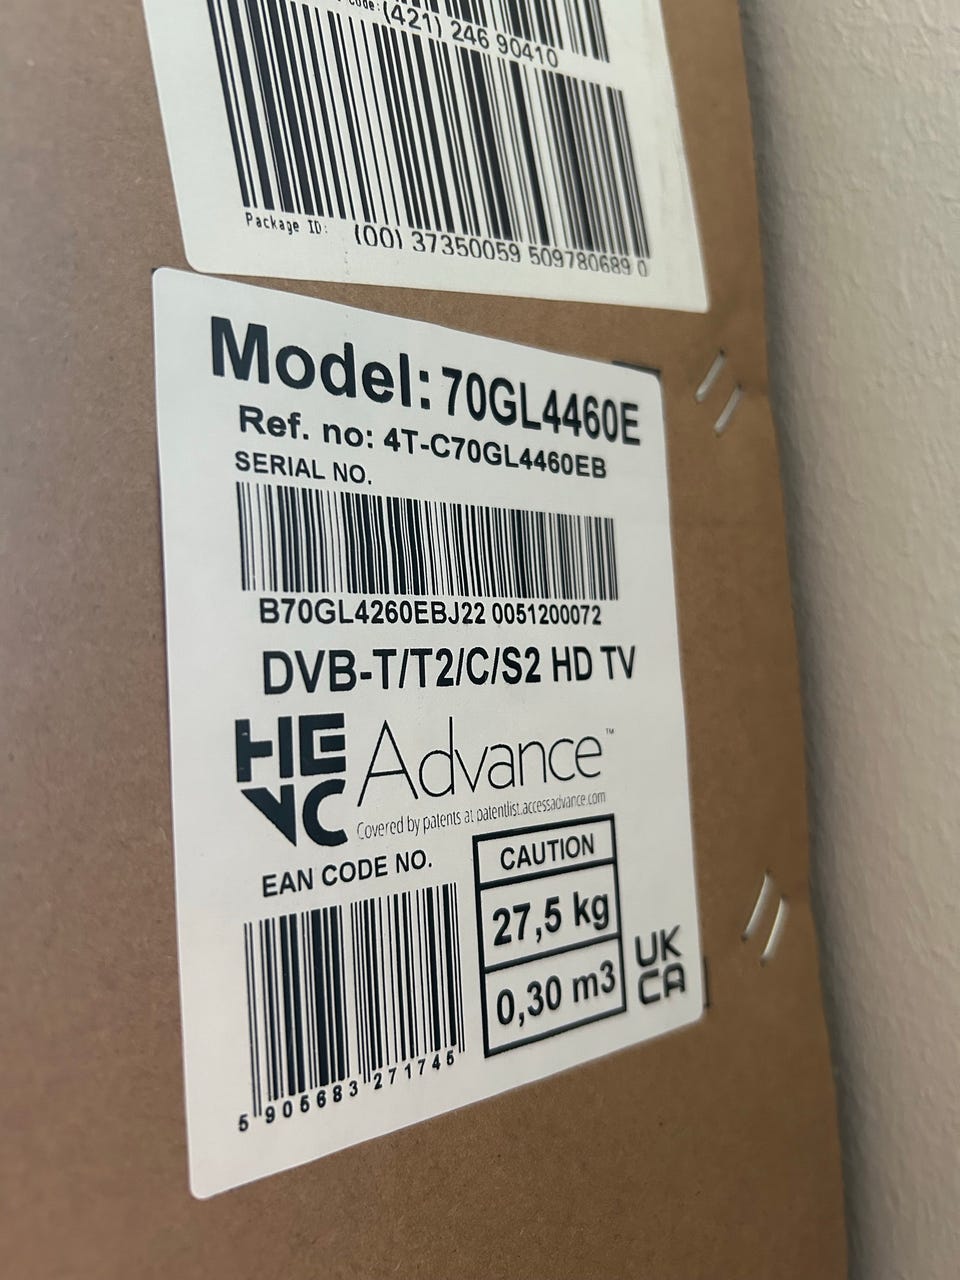 Code: (421) 246 90410
Package ID: (00) 37350059 509780689 0
Model: 70GL4460E
Ref. no: 4T-C70GL4460EB
SERIAL NO.
B70GL4260EBJ22 0051200072
DVB-T/T2/C/S2 HD TV
HEVC Advance™
Covered by patents at patentlist.accessadvance.com
EAN CODE NO.
5 905683 271745
CAUTION
27,5 kg
0,30 m3
UK
CA